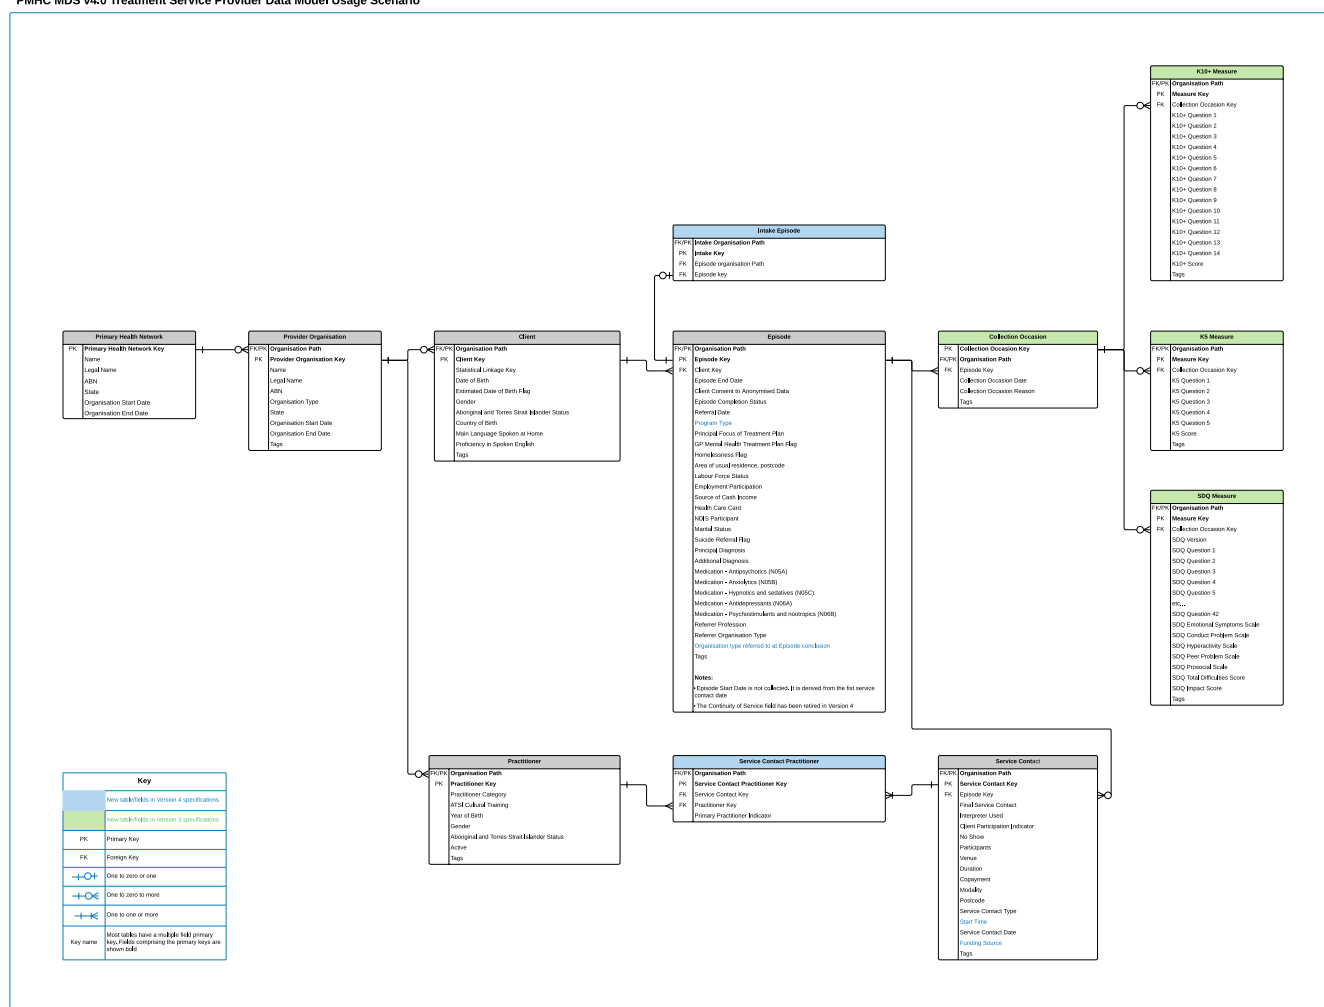 PMHC MDS V4.0 Treatment Service Provider Data Model Usage Scenario
K10+ Measure
FK/PK Organisation Path
PK Measure Key
FK Collection Occasion Key
K10+ Question 1
K10+ Question 2
K10+ Question 3
K10+ Question 4
K10+ Question 5
K10+ Question 6
K10+ Question 7
K10+ Question 8
K10+ Question 9
K10+ Question 10
K10+ Question 11
K10+ Question 12
K10+ Question 13
K10+ Question 14
K10+ Score
Tags
Intake Episode
FK/PK Intake Organisation Path
PK Intake Key
FK Episode organisation Path
FK Episode key
Primary Health Network
PK Primary Health Network Key
Name
Legal Name
ABN
State
Organisation Start Date
Organisation End Date
Provider Organisation
FK/PK Organisation Path
PK Provider Organisation Key
Name
Legal Name
ABN
Organisation Type
State
Organisation Start Date
Organisation End Date
Tags
Client
FK/PK Organisation Path
PK Client Key
Statistical Linkage Key
Date of Birth
Estimated Date of Birth Flag
Gender
Aboriginal and Torres Strait Islander Status
Country of Birth
Main Language Spoken at Home
Proficiency in Spoken English
Tags
Episode
FK/PK Organisation Path
PK Episode Key
FK Client Key
Episode End Date
Client Consent to Anonymised Data
Episode Completion Status
Referral Date
Program Type
Principal Focus of Treatment Plan
GP Mental Health Treatment Plan Flag
Homelessness Flag
Area of usual residence, postcode
Labour Force Status
Employment Participation
Source of Cash Income
Health Care Card
NDIS Participant
Marital Status
Suicide Referral Flag
Principal Diagnosis
Additional Diagnosis
Medication - Antipsychotics (N05A)
Medication - Anxiolytics (N05B)
Medication - Hypnotics and sedatives (N05C)
Medication - Antidepressants (N06A)
Medication - Psychostimulants and nootropics (N06B)
Referrer Profession
Referrer Organisation Type
Organisation type referred to at Episode conclusion
Tags
Notes:
• Episode Start Date is not collected. It is derived from the fist service
contact date
• The Continuity of Service field has been retired in Version 4
Collection Occasion
PK Collection Occasion Key
FK/PK Organisation Path
FK Episode Key
Collection Occasion Date
Collection Occasion Reason
Tags
K5 Measure
FK/PK Organisation Path
PK Measure Key
FK Collection Occasion Key
K5 Question 1
K5 Question 2
K5 Question 3
K5 Question 4
K5 Question 5
K5 Score
Tags
SDQ Measure
FK/PK Organisation Path
PK Measure Key
FK Collection Occasion Key
SDQ Version
SDQ Question 1
SDQ Question 2
SDQ Question 3
SDQ Question 4
SDQ Question 5
etc...
SDQ Question 42
SDQ Emotional Symptoms Scale
SDQ Conduct Problem Scale
SDQ Hyperactivity Scale
SDQ Peer Problem Scale
SDQ Prosocial Scale
SDQ Total Difficulties Score
SDQ Impact Score
Tags
Practitioner
FK/PK Organisation Path
PK Practitioner Key
Practitioner Category
ATSI Cultural Training
Year of Birth
Gender
Aboriginal and Torres Strait Islander Status
Active
Tags
Service Contact Practitioner
FK/PK Organisation Path
PK Service Contact Practitioner Key
FK Service Contact Key
FK Practitioner Key
Primary Practitioner Indicator
Service Contact
FK/PK Organisation Path
PK Service Contact Key
FK Episode Key
Final Service Contact
Interpreter Used
Client Participation Indicator
No Show
Participants
Venue
Duration
Copayment
Modality
Postcode
Service Contact Type
Start Time
Service Contact Date
Funding Source
Tags
Key
New table/fields in Version 4 specifications
New table/fields in Version 3 specifications
PK Primary Key
FK Foreign Key
One to zero or one
One to zero to more
One to one or more
Key name Most tables have a multiple field primary
key. Fields comprising the primary keys are
shown bold